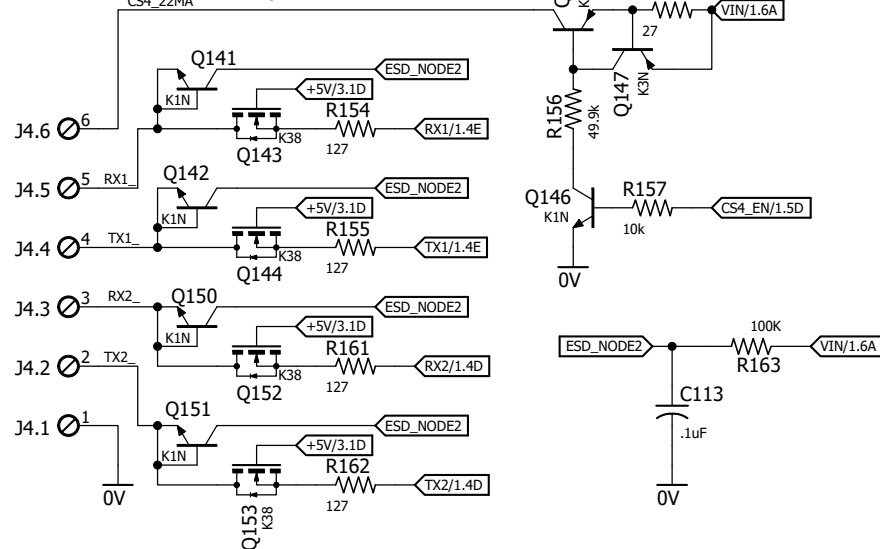 CS4_22MA
Q
K
27
VIN/1.6A
Q141
K1N
ESD_NODE2
+5V/3.1D
R154
127
K38
Q143
RX1/1.4E
J4.6
6
J4.5
5
RX1_
Q147
K3N
R156
49.9k
Q142
K1N
ESD_NODE2
+5V/3.1D
R155
127
K38
Q144
TX1/1.4E
J4.4
4
TX1_
Q146
K1N
R157
10k
CS4_EN/1.5D
0V
J4.3
3
RX2_
Q150
K1N
ESD_NODE2
+5V/3.1D
R161
127
K38
Q152
RX2/1.4D
J4.2
2
TX2_
ESD_NODE2
100K
R163
VIN/1.6A
C113
.1uF
0V
J4.1
1
0V
Q151
K1N
ESD_NODE2
+5V/3.1D
R162
127
K38
Q153
TX2/1.4D